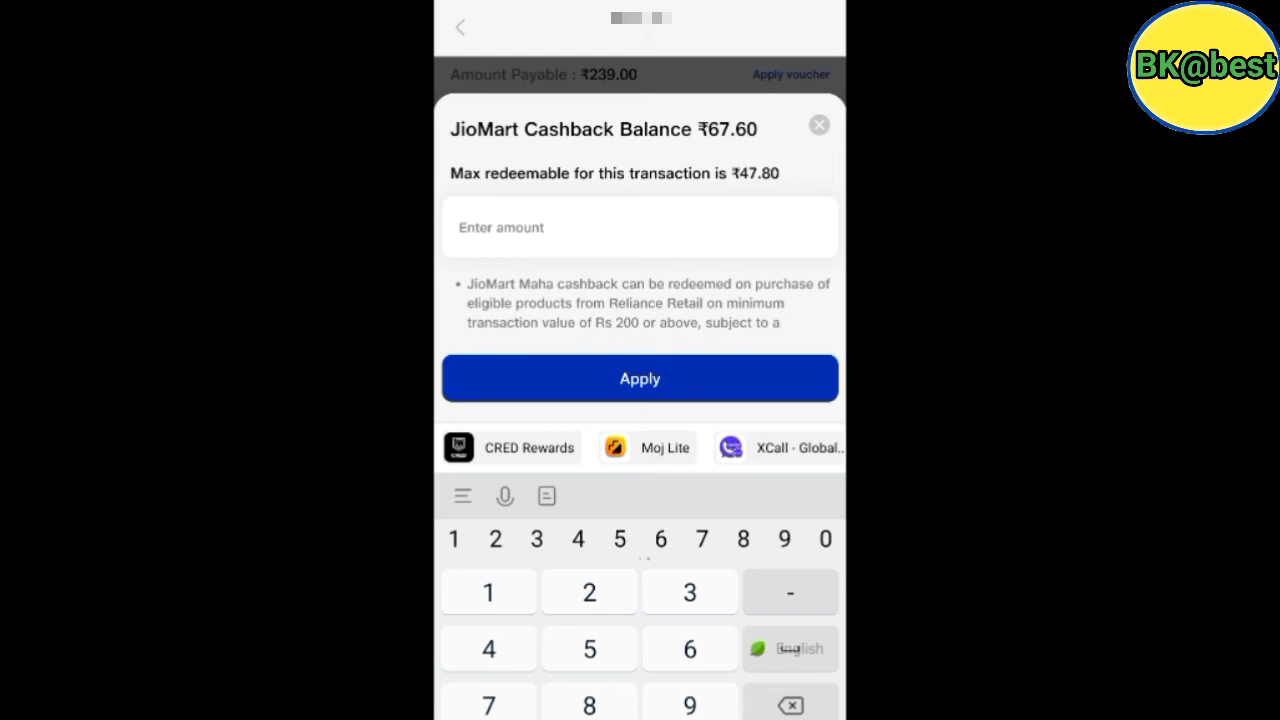 BK@best
Amount Payable : ₹239.00 Apply voucher
JioMart Cashback Balance ₹67.60
Max redeemable for this transaction is ₹47.80
Enter amount
• JioMart Maha cashback can be redeemed on purchase of
eligible products from Reliance Retail on minimum
transaction value of Rs 200 or above, subject to a
Apply
CRED
CRED Rewards Moj Lite XCall - Global..
1 2 3 4 5 6 7 8 9 0
1 2 3 -
4 5 6 English
7 8 9